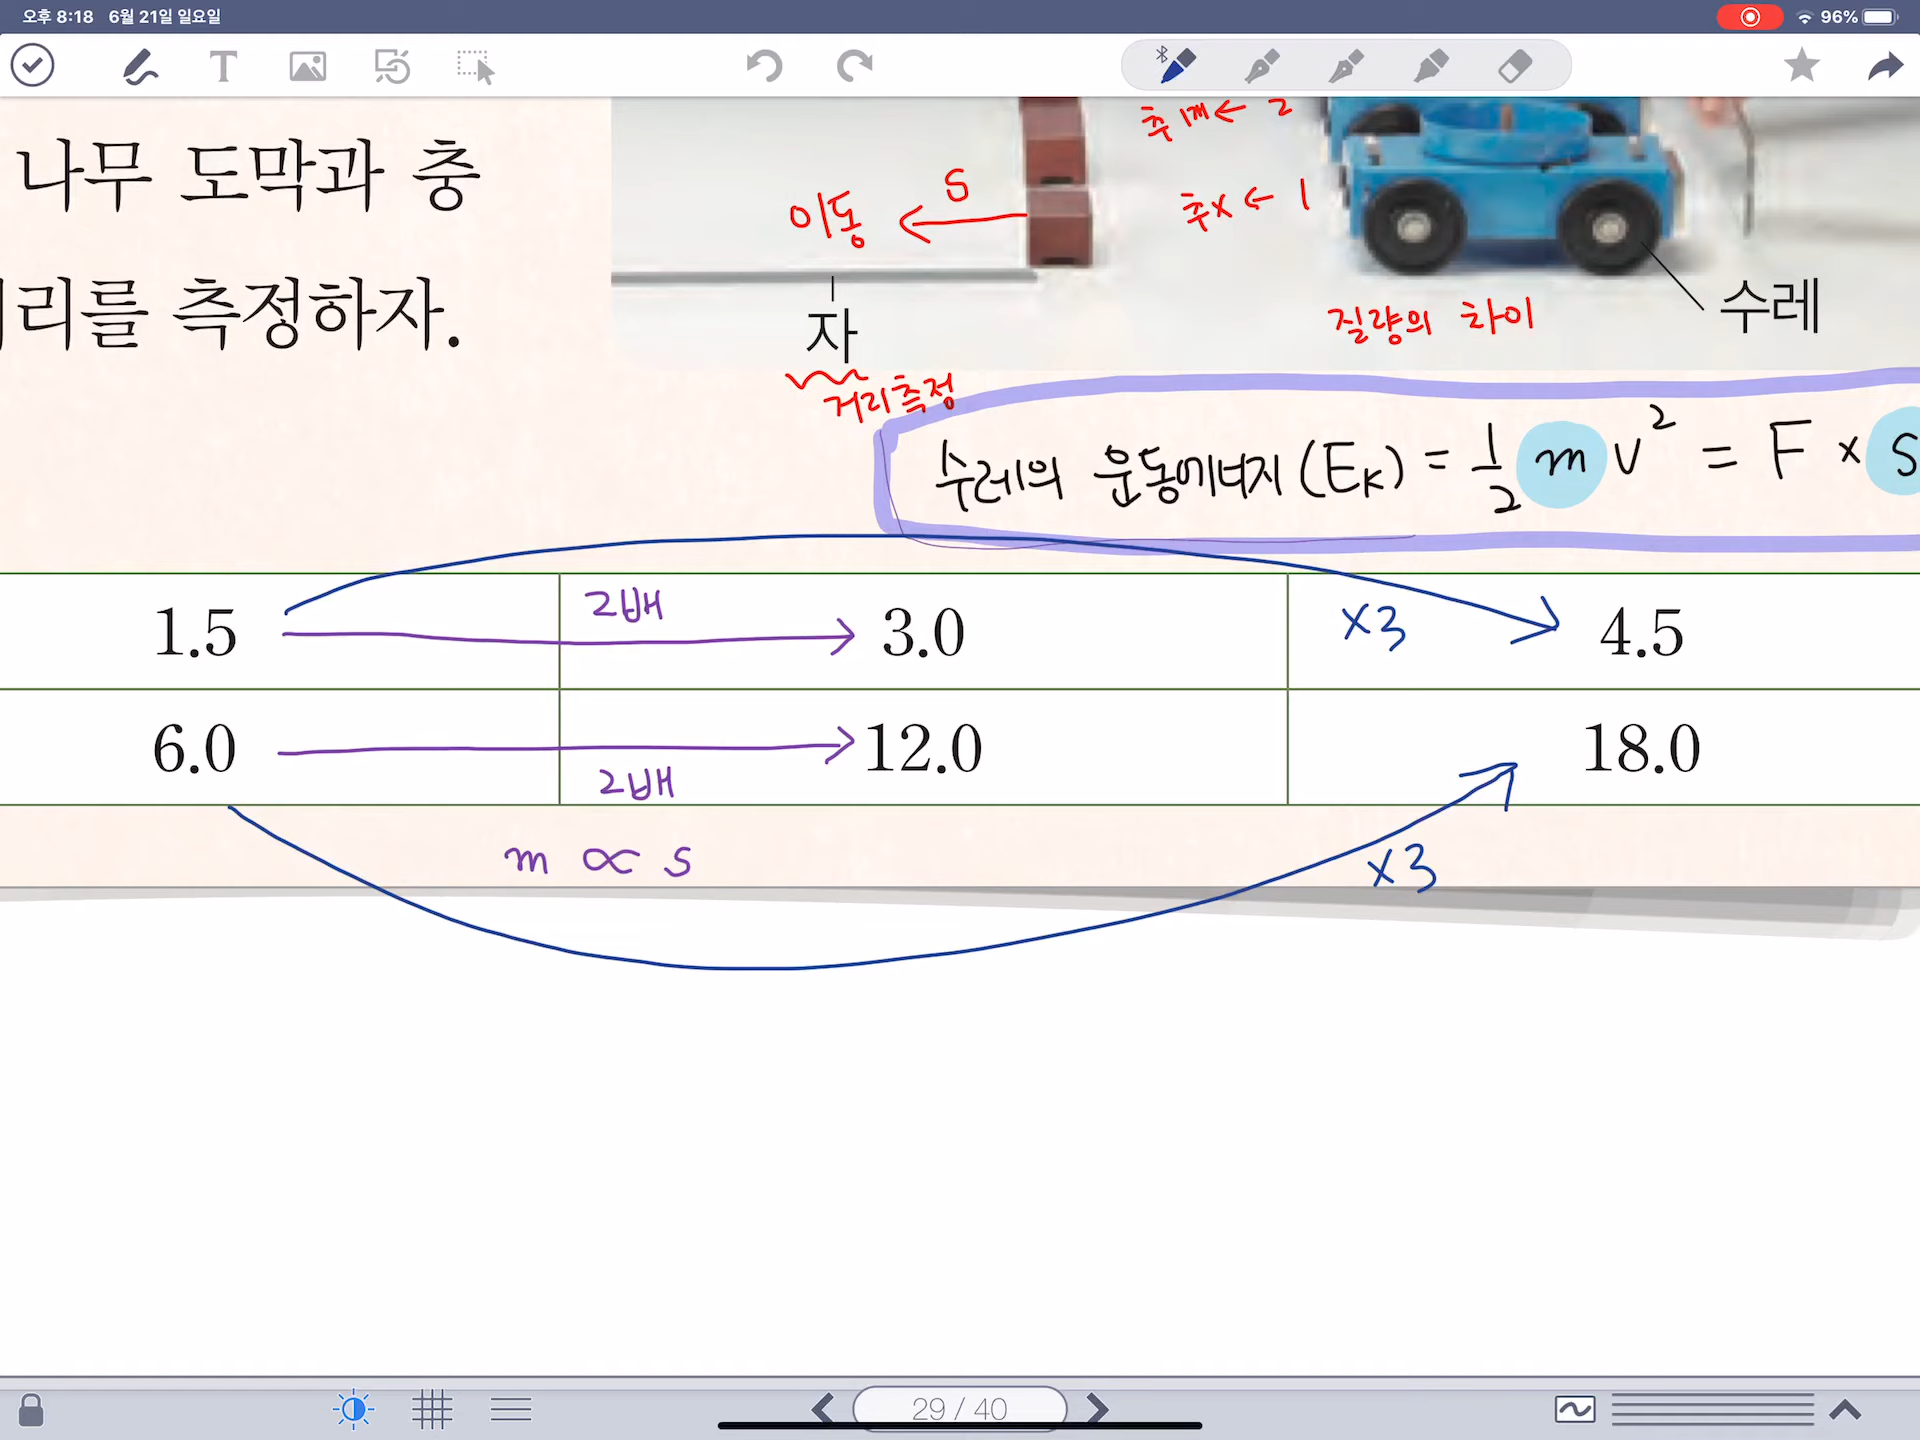 오후 8:18 6월 21일 일요일
96%
나무 도막과 충
리를 측정하자.
추 1개 ← 2
추x ← 1
이동
S
자
거리측정
질량의 차이
수레
수레의 운동에너지 (EK) = 1/2 m v² = F × s
1.5 2배 3.0 ×3 4.5
6.0 2배 12.0 18.0
m ∝ s
×3
29 / 40